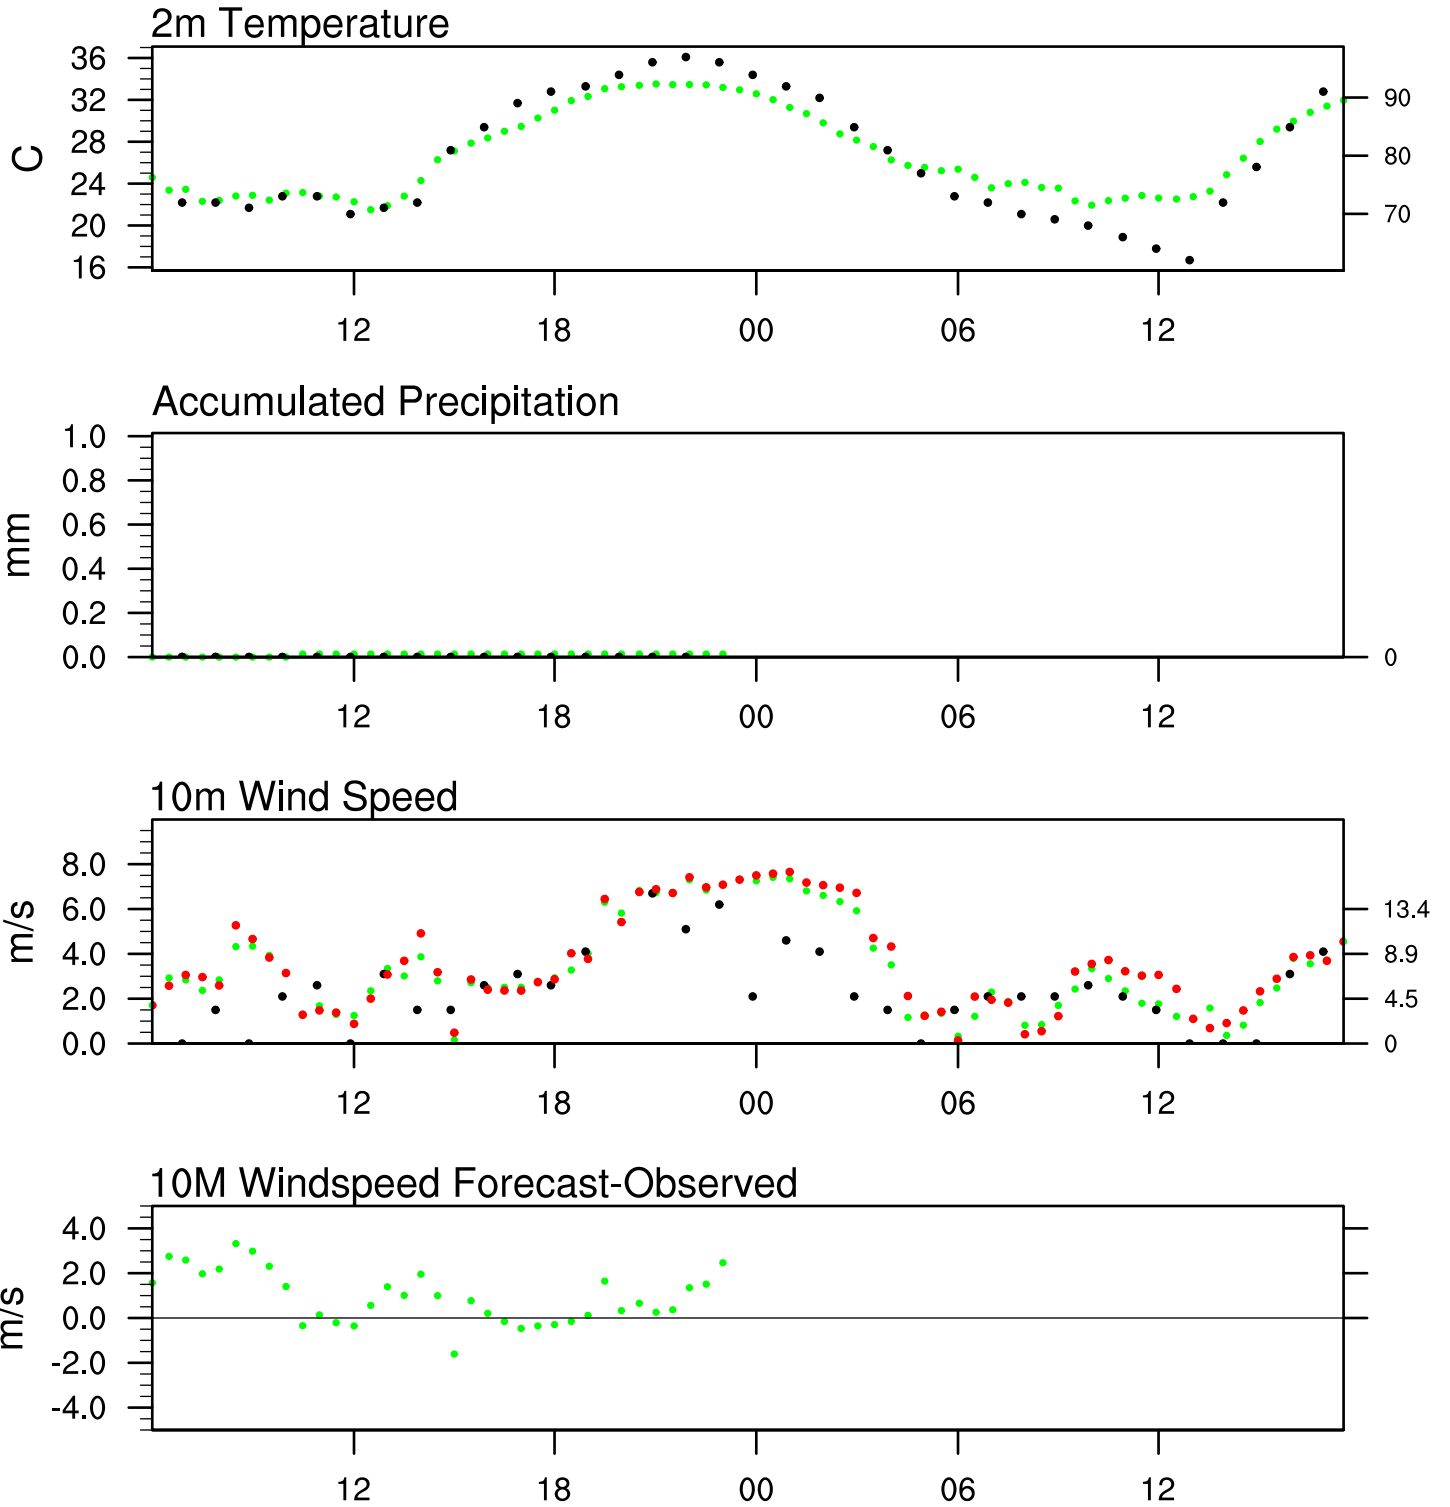 2m Temperature
36
32
28
24
20
16
C
90
80
70
12 18 00 06 12
Accumulated Precipitation
1.0
0.8
0.6
0.4
0.2
0.0
mm
0
12 18 00 06 12
10m Wind Speed
8.0
6.0
4.0
2.0
0.0
m/s
13.4
8.9
4.5
0
12 18 00 06 12
10M Windspeed Forecast-Observed
4.0
2.0
0.0
-2.0
-4.0
m/s
12 18 00 06 12